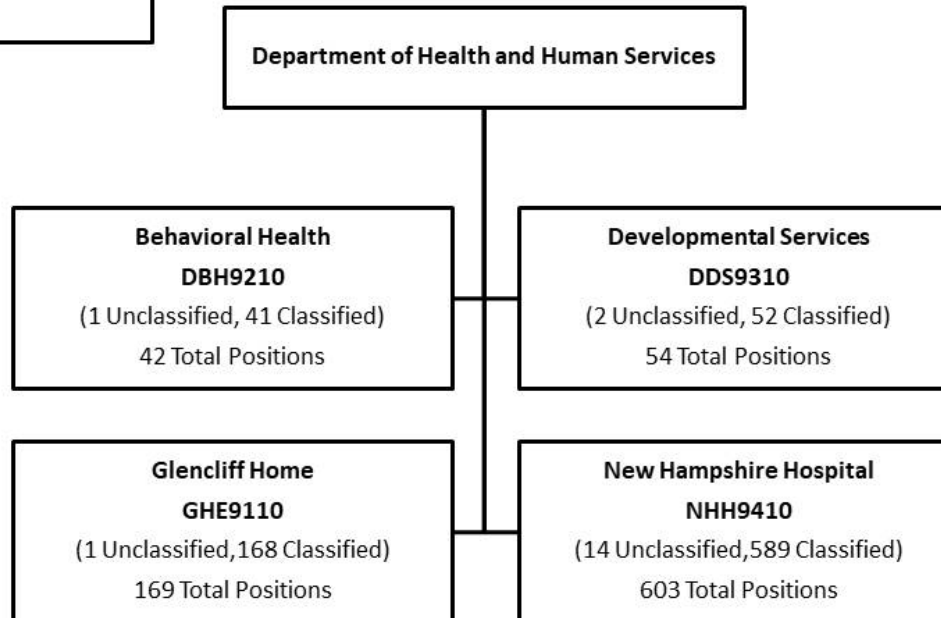 Department of Health and Human Services
Behavioral Health
DBH9210
(1 Unclassified, 41 Classified)
42 Total Positions
Developmental Services
DDS9310
(2 Unclassified, 52 Classified)
54 Total Positions
Glencliff Home
GHE9110
(1 Unclassified,168 Classified)
169 Total Positions
New Hampshire Hospital
NHH9410
(14 Unclassified,589 Classified)
603 Total Positions